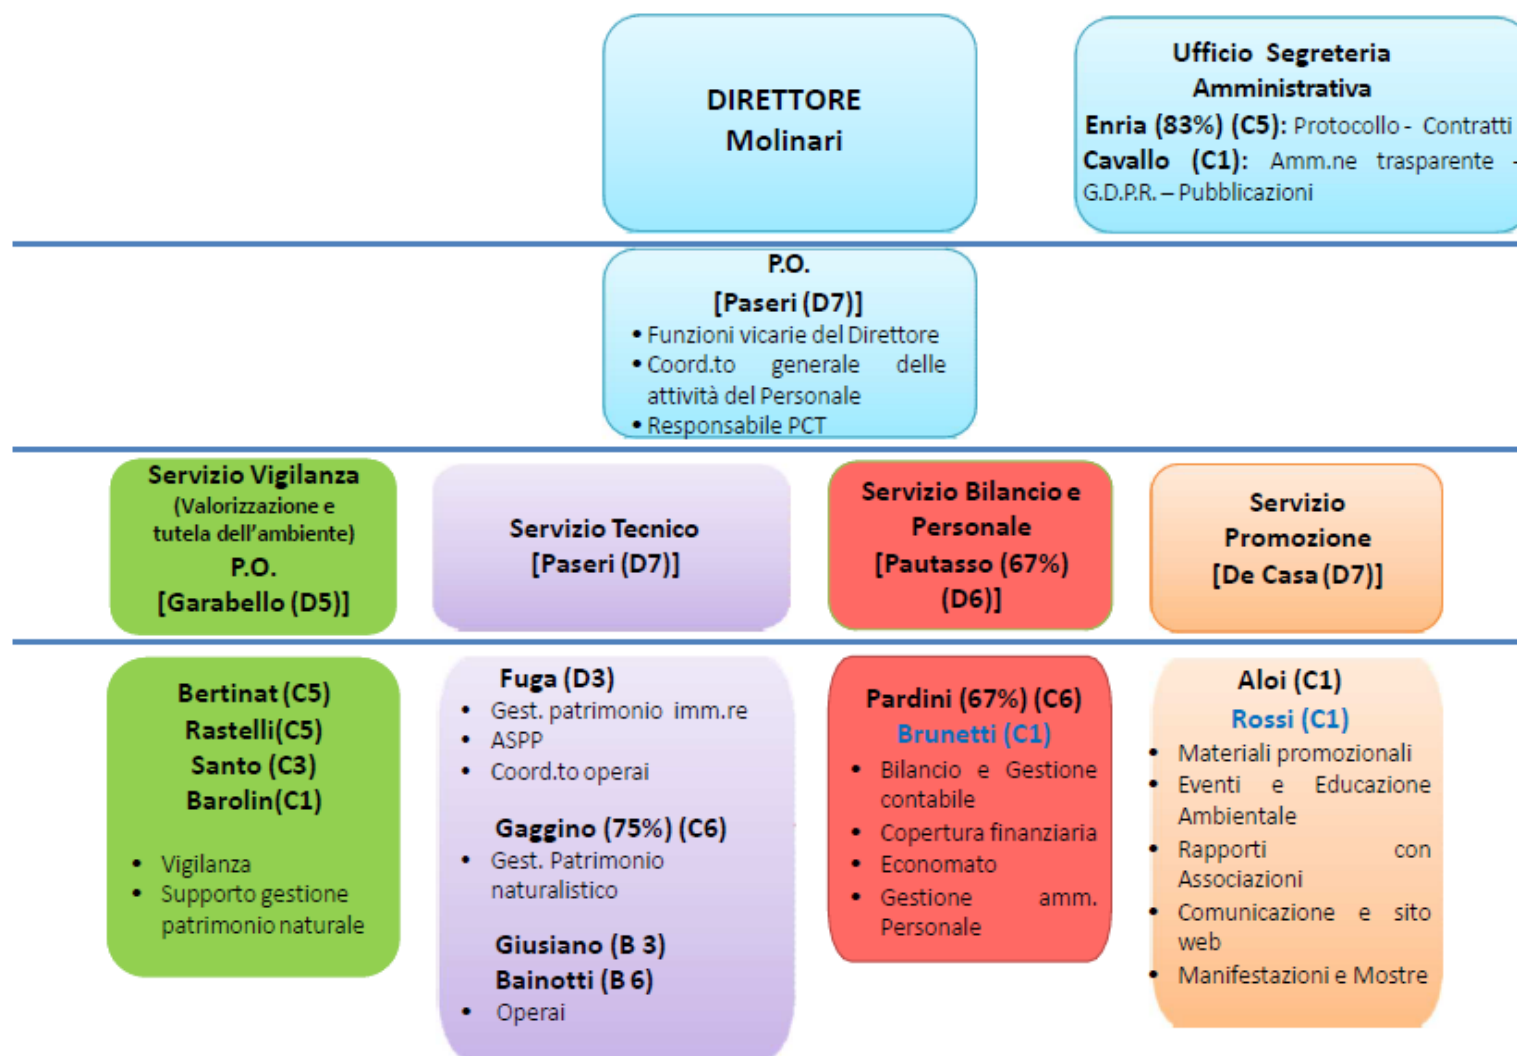 DIRETTORE
Molinari
Ufficio Segreteria
Amministrativa
Enria (83%) (C5): Protocollo - Contratti
Cavallo (C1): Amm.ne trasparente -
G.D.P.R. – Pubblicazioni
P.O.
[Paseri (D7)]
• Funzioni vicarie del Direttore
• Coord.to generale delle
attività del Personale
• Responsabile PCT
Servizio Vigilanza
(Valorizzazione e
tutela dell'ambiente)
P.O.
[Garabello (D5)]
Servizio Tecnico
[Paseri (D7)]
Servizio Bilancio e
Personale
[Pautasso (67%)
(D6)]
Servizio
Promozione
[De Casa (D7)]
Bertinat (C5)
Rastelli(C5)
Santo (C3)
Barolin(C1)
• Vigilanza
• Supporto gestione
patrimonio naturale
Fuga (D3)
• Gest. patrimonio imm.re
• ASPP
• Coord.to operai
Gaggino (75%) (C6)
• Gest. Patrimonio
naturalistico
Giusiano (B 3)
Bainotti (B 6)
• Operai
Pardini (67%) (C6)
Brunetti (C1)
• Bilancio e Gestione
contabile
• Copertura finanziaria
• Economato
• Gestione amm.
Personale
Aloi (C1)
Rossi (C1)
• Materiali promozionali
• Eventi e Educazione
Ambientale
• Rapporti con
Associazioni
• Comunicazione e sito
web
• Manifestazioni e Mostre